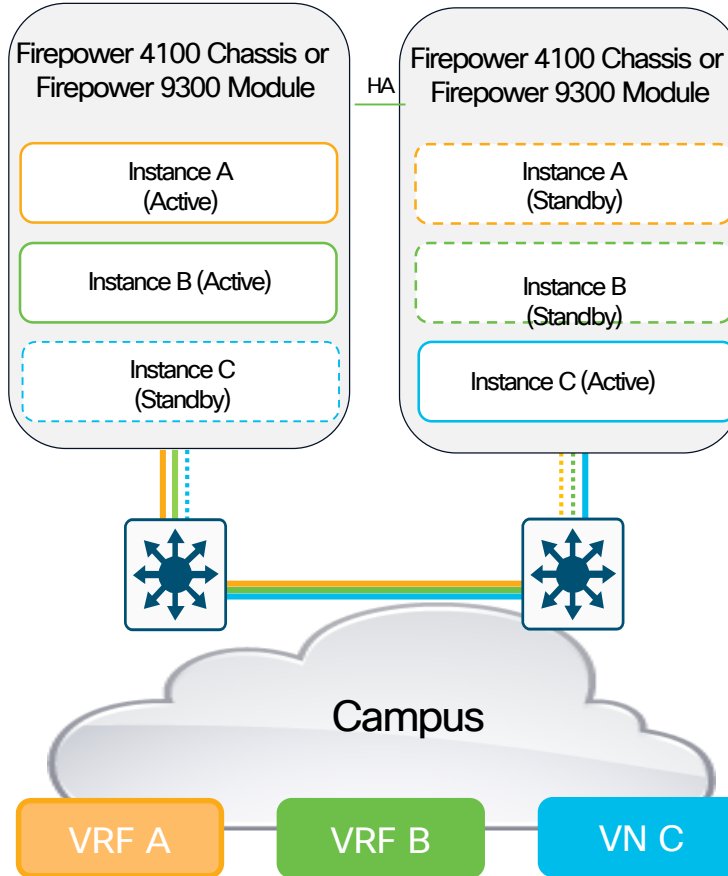 Firepower 4100 Chassis or
Firepower 9300 Module
Instance A
(Active)
Instance B (Active)
Instance C
(Standby)
HA
Firepower 4100 Chassis or
Firepower 9300 Module
Instance A
(Standby)
Instance B
(Standby)
Instance C (Active)
Campus
VRF A
VRF B
VN C